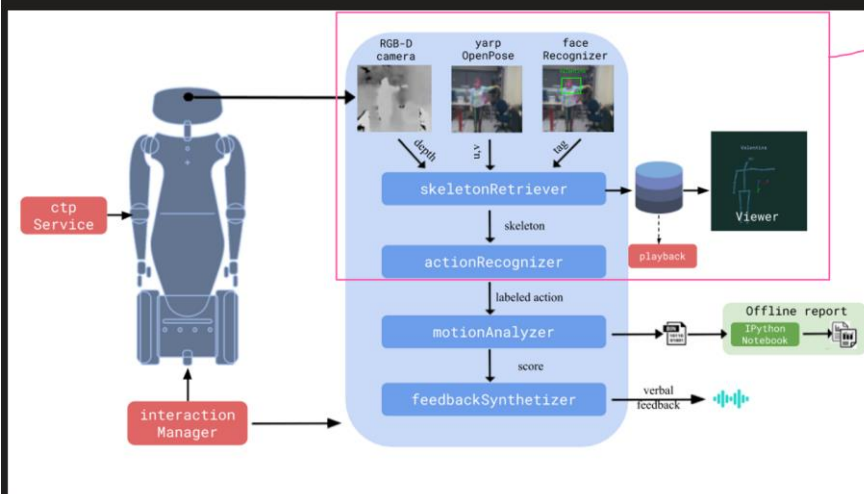 RGB-D
camera
yarp
OpenPose
face
Recognizer
depth
u,v
tag
skeletonRetriever
Valentina
Viewer
ctp
Service
skeleton
playback
actionRecognizer
labeled action
motionAnalyzer
Offline report
IPython
Notebook
score
feedbackSynthetizer
verbal
feedback
interaction
Manager